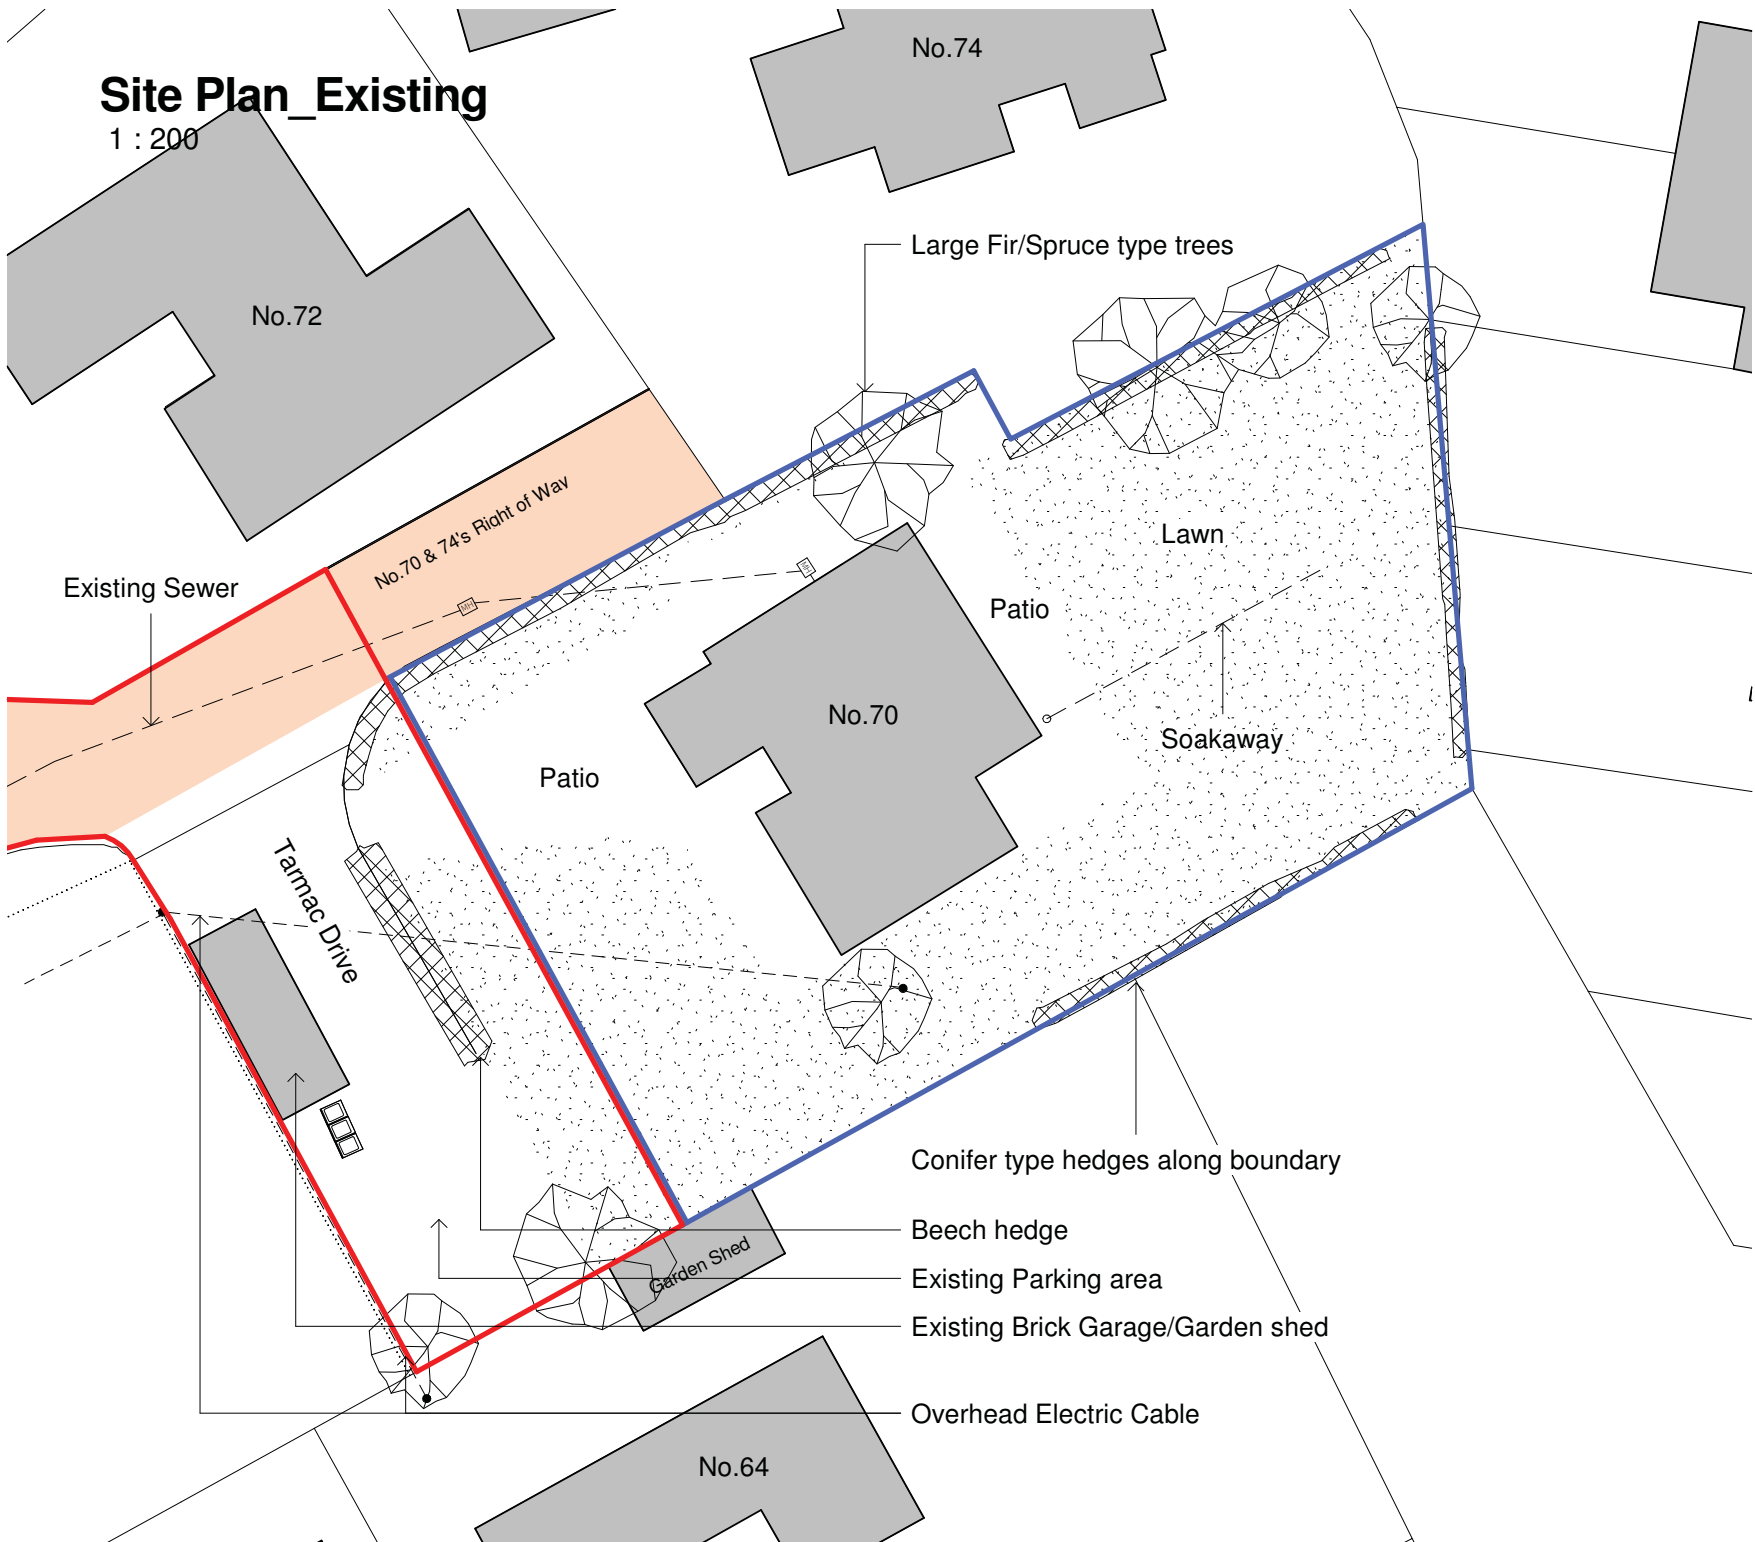 No.74
Site Plan_Existing
1 : 200
Large Fir/Spruce type trees
No.72
No.70 & 74's Right of Way
Lawn
Existing Sewer
MH
MH
Patio
No.70
Soakaway
Patio
Tarmac Drive
Conifer type hedges along boundary
Beech hedge
Garden Shed
Existing Parking area
Existing Brick Garage/Garden shed
Overhead Electric Cable
No.64